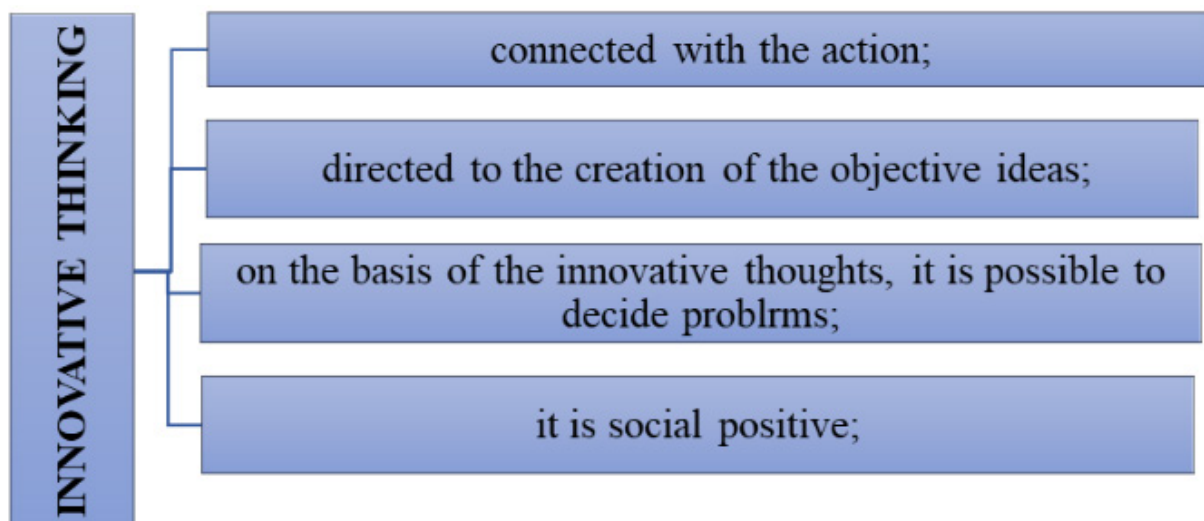 INNOVATIVE THINKING
connected with the action;
directed to the creation of the objective ideas;
on the basis of the innovative thoughts, it is possible to
decide problrms;
it is social positive;